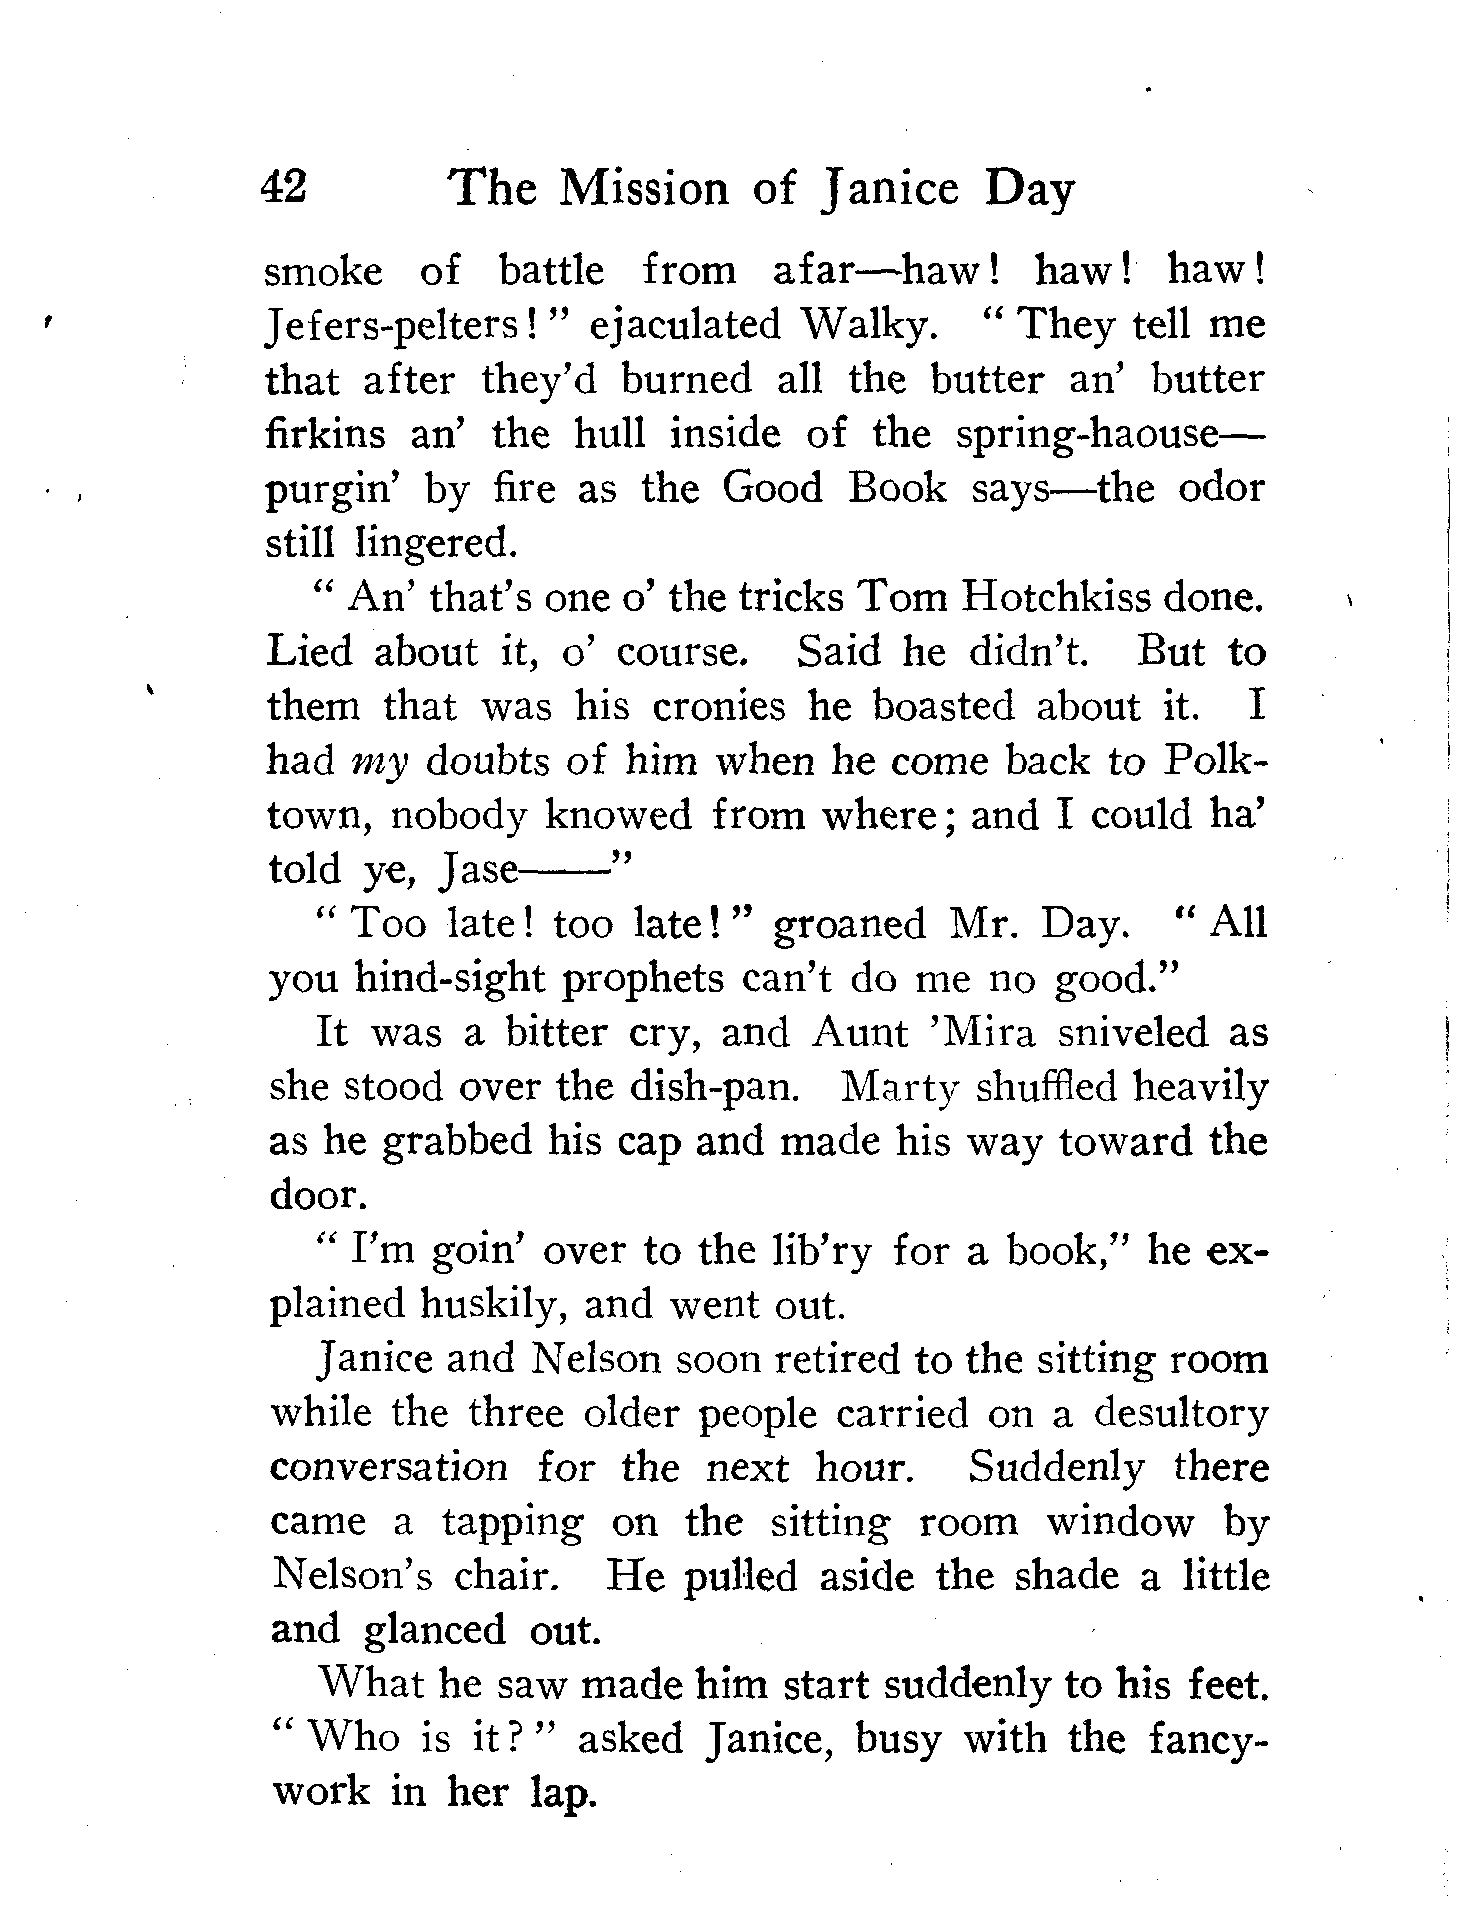 42 The Mission of Janice Day
smoke of battle from afar—haw! haw! haw!
Jefers-pelters!" ejaculated Walky. "They tell me
that after they'd burned all the butter an' butter
firkins an' the hull inside of the spring-haouse—
purgin' by fire as the Good Book says—the odor
still lingered.
"An' that's one o' the tricks Tom Hotchkiss done.
Lied about it, o' course. Said he didn't. But to
them that was his cronies he boasted about it. I
had my doubts of him when he come back to Polk-
town, nobody knowed from where; and I could ha'
told ye, Jase——"
"Too late! too late!" groaned Mr. Day. "All
you hind-sight prophets can't do me no good."
It was a bitter cry, and Aunt 'Mira sniveled as
she stood over the dish-pan. Marty shuffled heavily
as he grabbed his cap and made his way toward the
door.
"I'm goin' over to the lib'ry for a book," he ex-
plained huskily, and went out.
Janice and Nelson soon retired to the sitting room
while the three older people carried on a desultory
conversation for the next hour. Suddenly there
came a tapping on the sitting room window by
Nelson's chair. He pulled aside the shade a little
and glanced out.
What he saw made him start suddenly to his feet.
"Who is it?" asked Janice, busy with the fancy-
work in her lap.